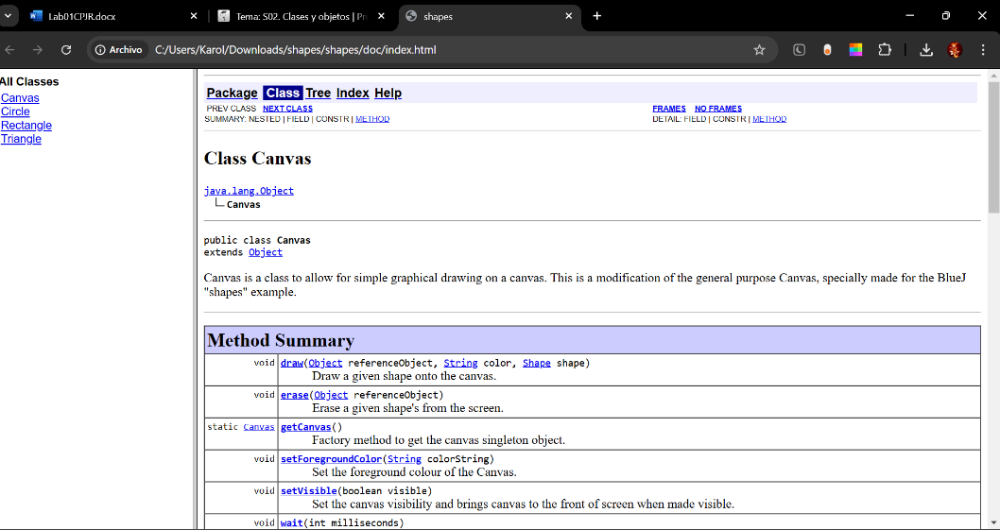 Lab01CPJR.docx
Tema: S02. Clases y objetos | Pr
shapes
Archivo
C:/Users/Karol/Downloads/shapes/shapes/doc/index.html
All Classes
Canvas
Circle
Rectangle
Triangle
Package Class Tree Index Help
PREV CLASS NEXT CLASS
FRAMES NO FRAMES
SUMMARY: NESTED | FIELD | CONSTR | METHOD
DETAIL: FIELD | CONSTR | METHOD
Class Canvas
java.lang.Object
Canvas
public class Canvas
extends Object
Canvas is a class to allow for simple graphical drawing on a canvas. This is a modification of the general purpose Canvas, specially made for the BlueJ
"shapes" example.
Method Summary
void draw(Object referenceObject, String color, Shape shape)
Draw a given shape onto the canvas.
void erase(Object referenceObject)
Erase a given shape's from the screen.
static Canvas getCanvas()
Factory method to get the canvas singleton object.
void setForegroundColor(String colorString)
Set the foreground colour of the Canvas.
void setVisible(boolean visible)
Set the canvas visibility and brings canvas to the front of screen when made visible.
void wait(int milliseconds)